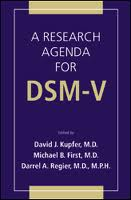 A RESEARCH
AGENDA
FOR
DSM-V
Edited by
David J. Kupfer, M.D.
Michael B. First, M.D.
Darrel A. Regier, M.D., M.P.H.